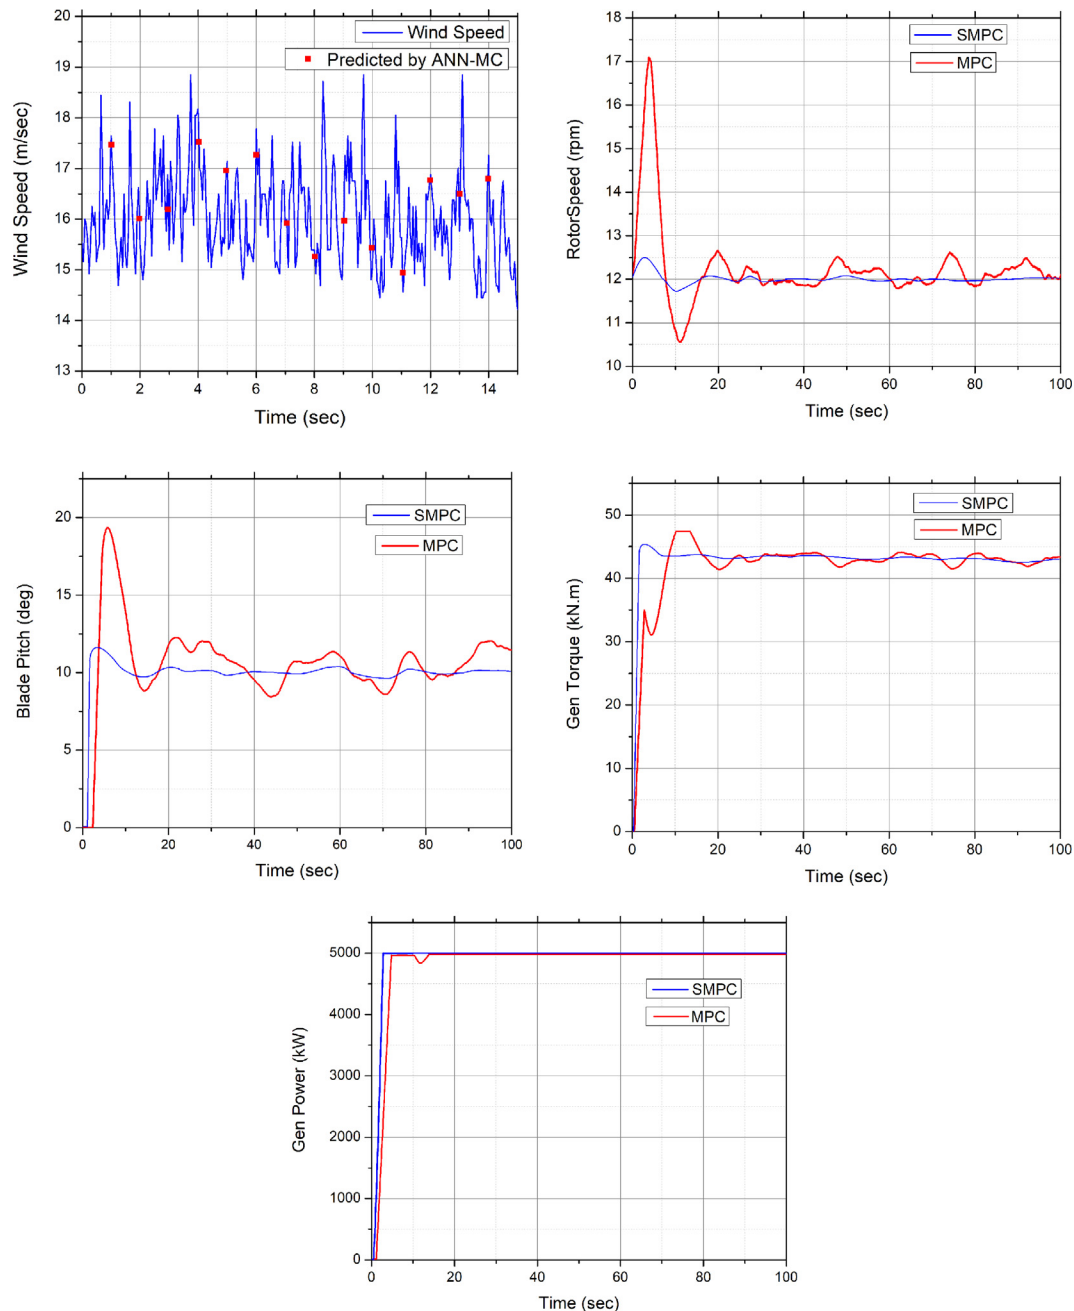 20
19
18
17
16
15
14
13
Wind Speed (m/sec)
Wind Speed
Predicted by ANN-MC
0 2 4 6 8 10 12 14
Time (sec)
18
17
16
15
14
13
12
11
10
RotorSpeed (rpm)
SMPC
MPC
0 20 40 60 80 100
Time (sec)
20
15
10
5
0
Blade Pitch (deg)
SMPC
MPC
0 20 40 60 80 100
Time (sec)
50
40
30
20
10
0
Gen Torque (kN.m)
SMPC
MPC
0 20 40 60 80 100
Time (sec)
5000
4000
3000
2000
1000
0
Gen Power (kW)
SMPC
MPC
0 20 40 60 80 100
Time (sec)